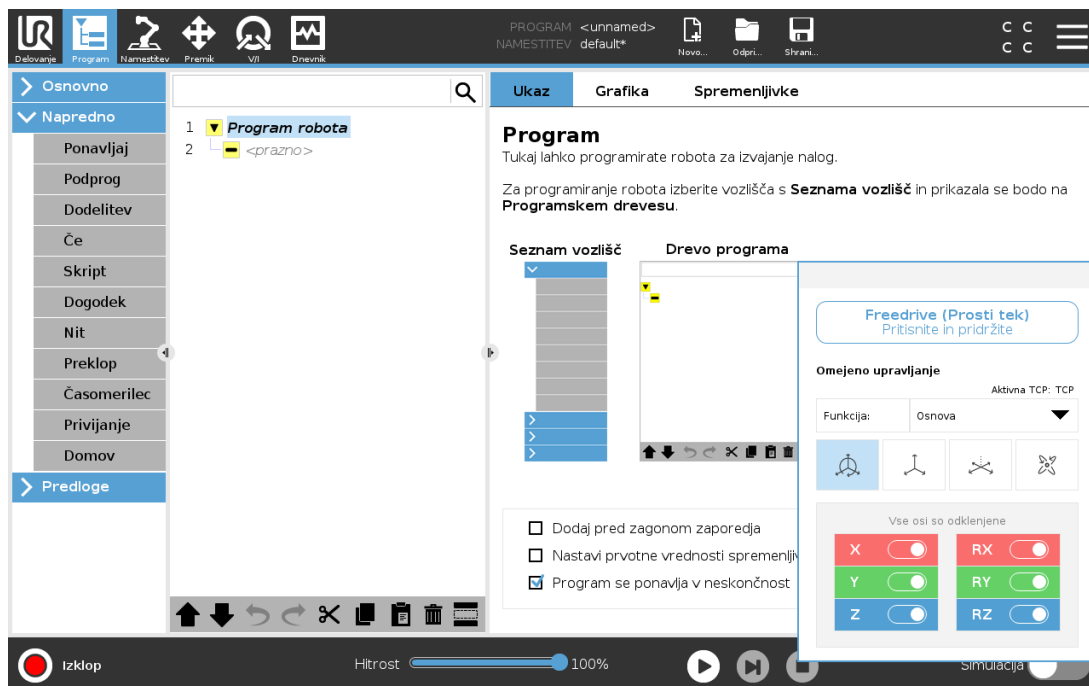 PROGRAM <unnamed>
NAMESTITEV default*
C C
C C
Delovanje
Program
Namestitev
Premik
V/I
Dnevnik
Novo...
Odpri...
Shrani...
Osnovno
Napredno
Ponavljaj
Podprog
Dodelitev
Če
Skript
Dogodek
Nit
Preklop
Časomerilec
Privijanje
Domov
Predloge
1 Program robota
2 <prazno>
Ukaz
Grafika
Spremenljivke
Program
Tukaj lahko programirate robota za izvajanje nalog.
Za programiranje robota izberite vozlišča s Seznama vozlišč in prikazala se bodo na
Programskem drevesu.
Seznam vozlišč
Drevo programa
Dodaj pred zagonom zaporedja
Nastavi prvotne vrednosti spremenljiv
Program se ponavlja v neskončnost
Freedrive (Prosti tek)
Pritisnite in pridržite
Omejeno upravljanje
Aktivna TCP: TCP
Funkcija: Osnova
Vse osi so odklenjene
X RX
Y RY
Z RZ
Izklop
Hitrost 100%
Simulacija